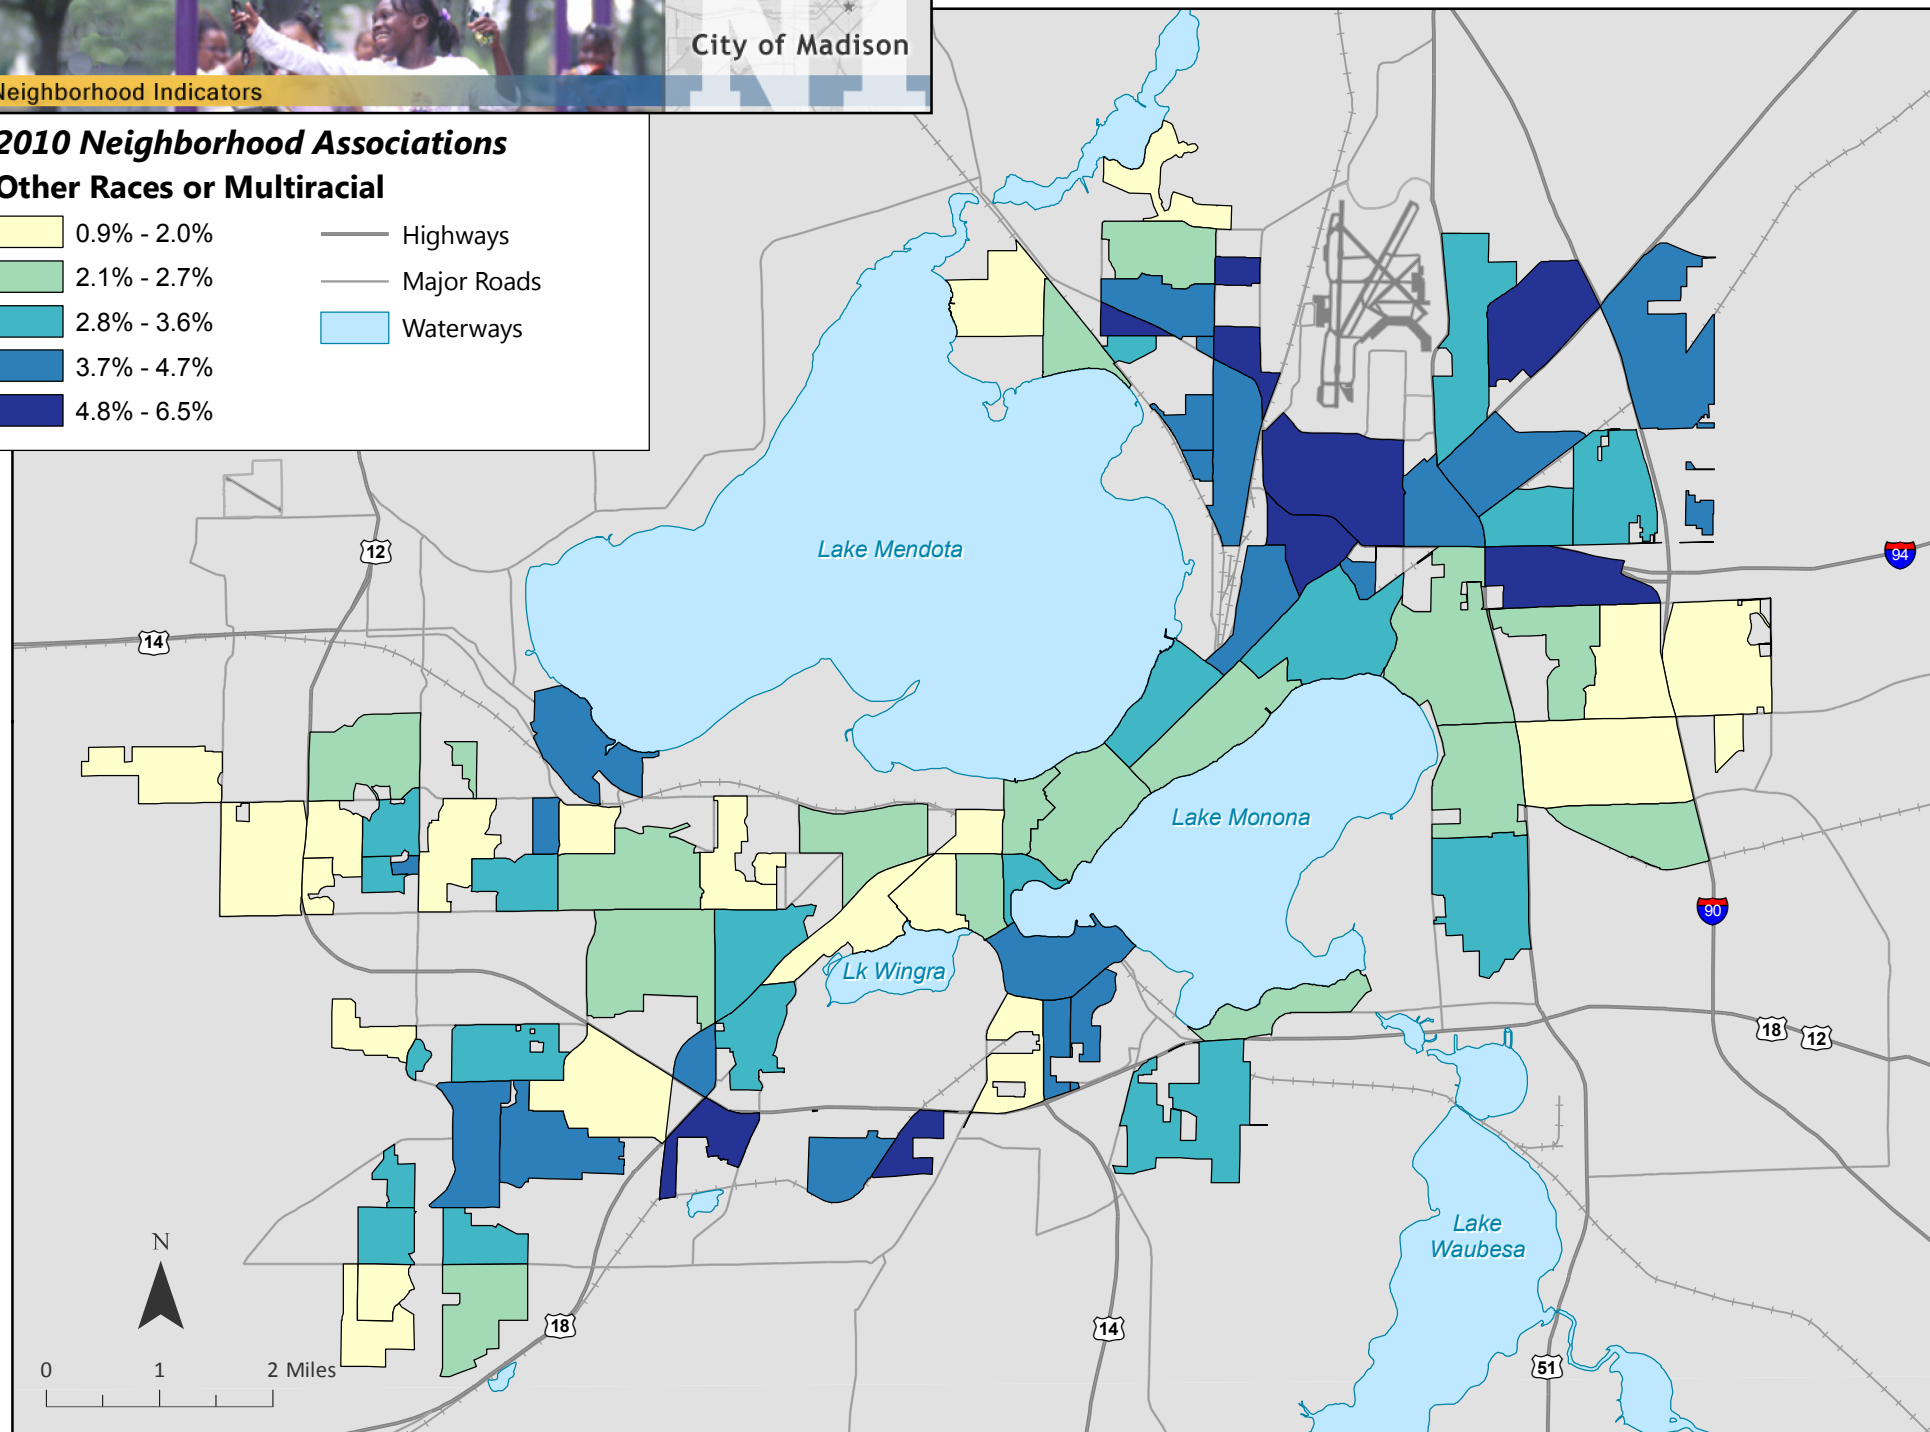 City of Madison
Neighborhood Indicators
2010 Neighborhood Associations
Other Races or Multiracial
0.9% - 2.0%
2.1% - 2.7%
2.8% - 3.6%
3.7% - 4.7%
4.8% - 6.5%
Highways
Major Roads
Waterways
12
Lake Mendota
94
14
Lake Monona
90
Lk Wingra
18
12
Lake
Waubesa
N
18
14
51
0 1 2 Miles